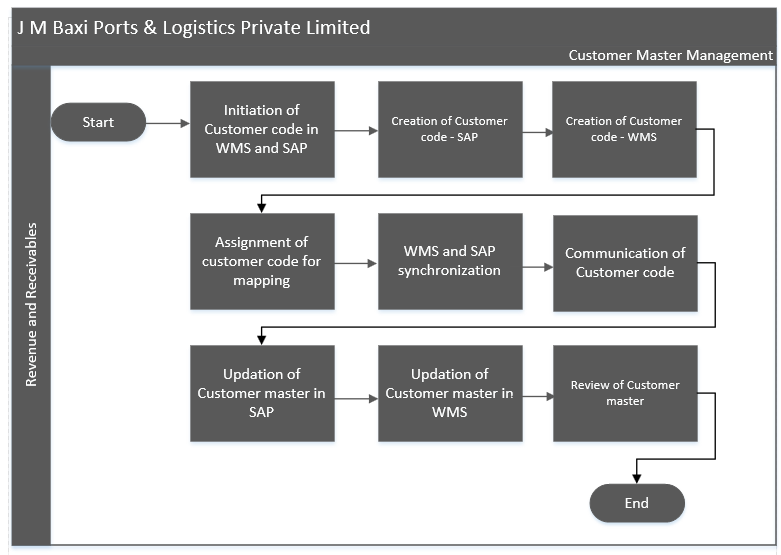 J M Baxi Ports & Logistics Private Limited
Customer Master Management
Revenue and Receivables
Start
Initiation of
Customer code in
WMS and SAP
Creation of Customer
code - SAP
Creation of Customer
code - WMS
Assignment of
customer code for
mapping
WMS and SAP
synchronization
Communication of
Customer code
Updation of
Customer master in
SAP
Updation of
Customer master in
WMS
Review of Customer
master
End